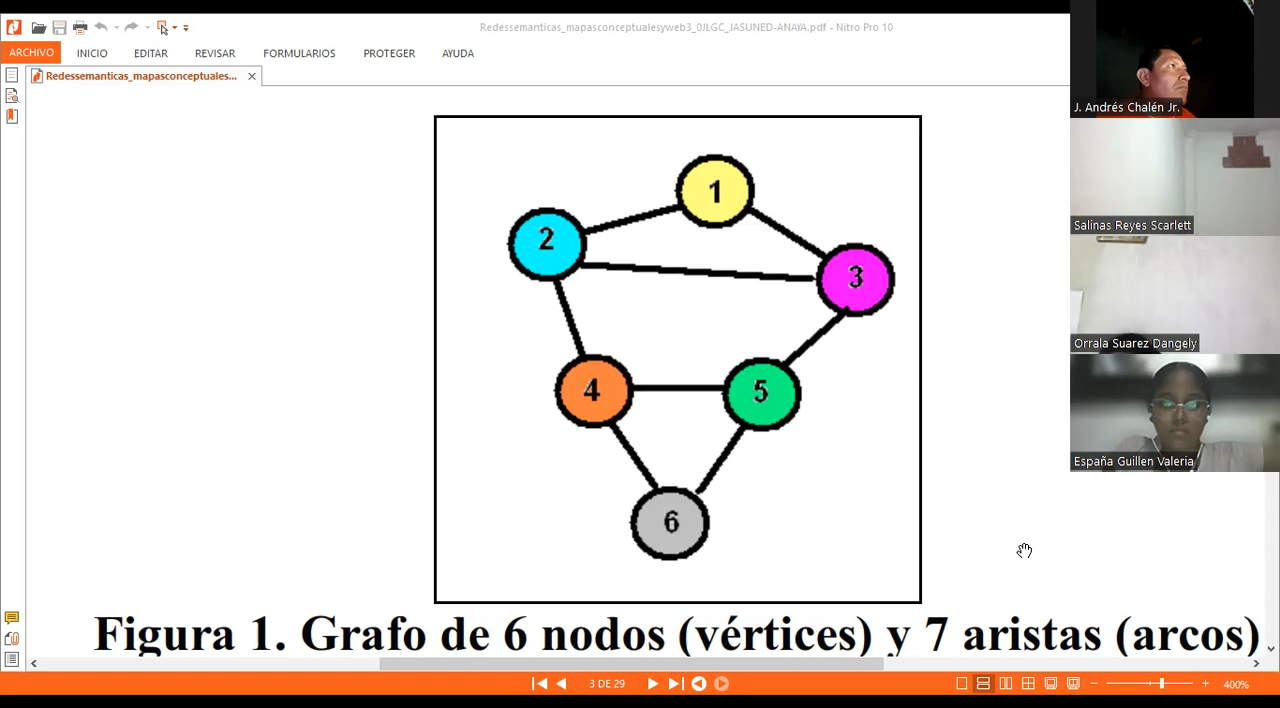 Redessemanticas_mapasconceptualesyweb3_0JLGC_JASUNED-ANAYA.pdf - Nitro Pro 10
ARCHIVO INICIO EDITAR REVISAR FORMULARIOS PROTEGER AYUDA
Redessemanticas_mapasconceptuales...
1
2
3
4
5
6
Figura 1. Grafo de 6 nodos (vértices) y 7 aristas (arcos)
3 DE 29
400%
J. Andrés Chalén Jr.
Salinas Reyes Scarlett
Orrala Suarez Dangely
España Guillen Valeria